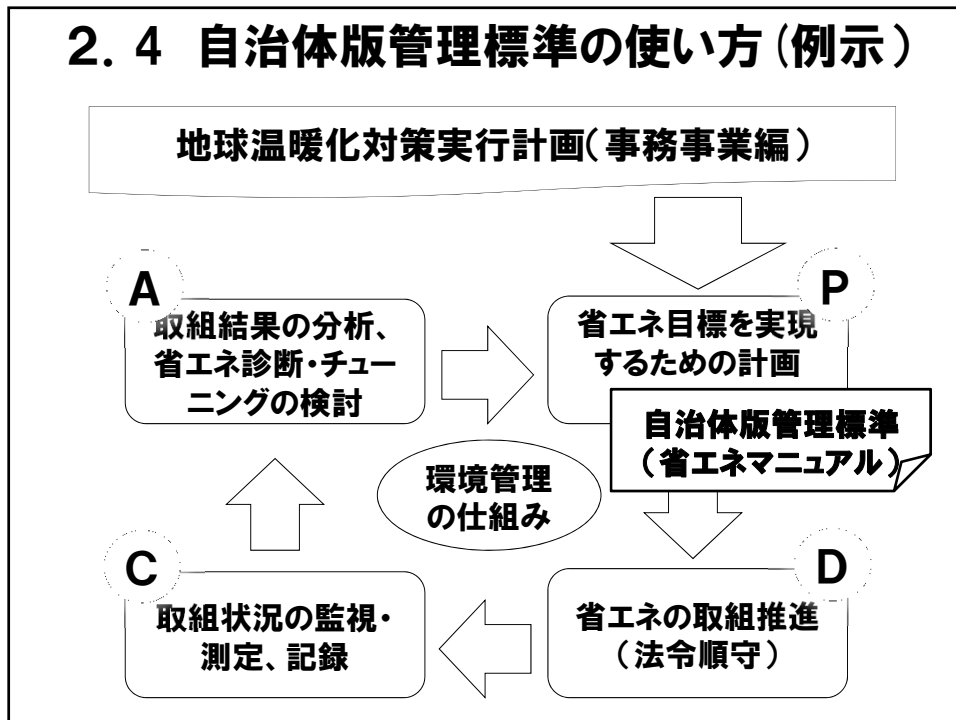 ２．４ 自治体版管理標準の使い方（例示）
地球温暖化対策実行計画（事務事業編）
A
取組結果の分析、
省エネ診断・チュー
ニングの検討
P
省エネ目標を実現
するための計画
自治体版管理標準
（省エネマニュアル）
環境管理
の仕組み
C
取組状況の監視・
測定、記録
D
省エネの取組推進
（法令順守）